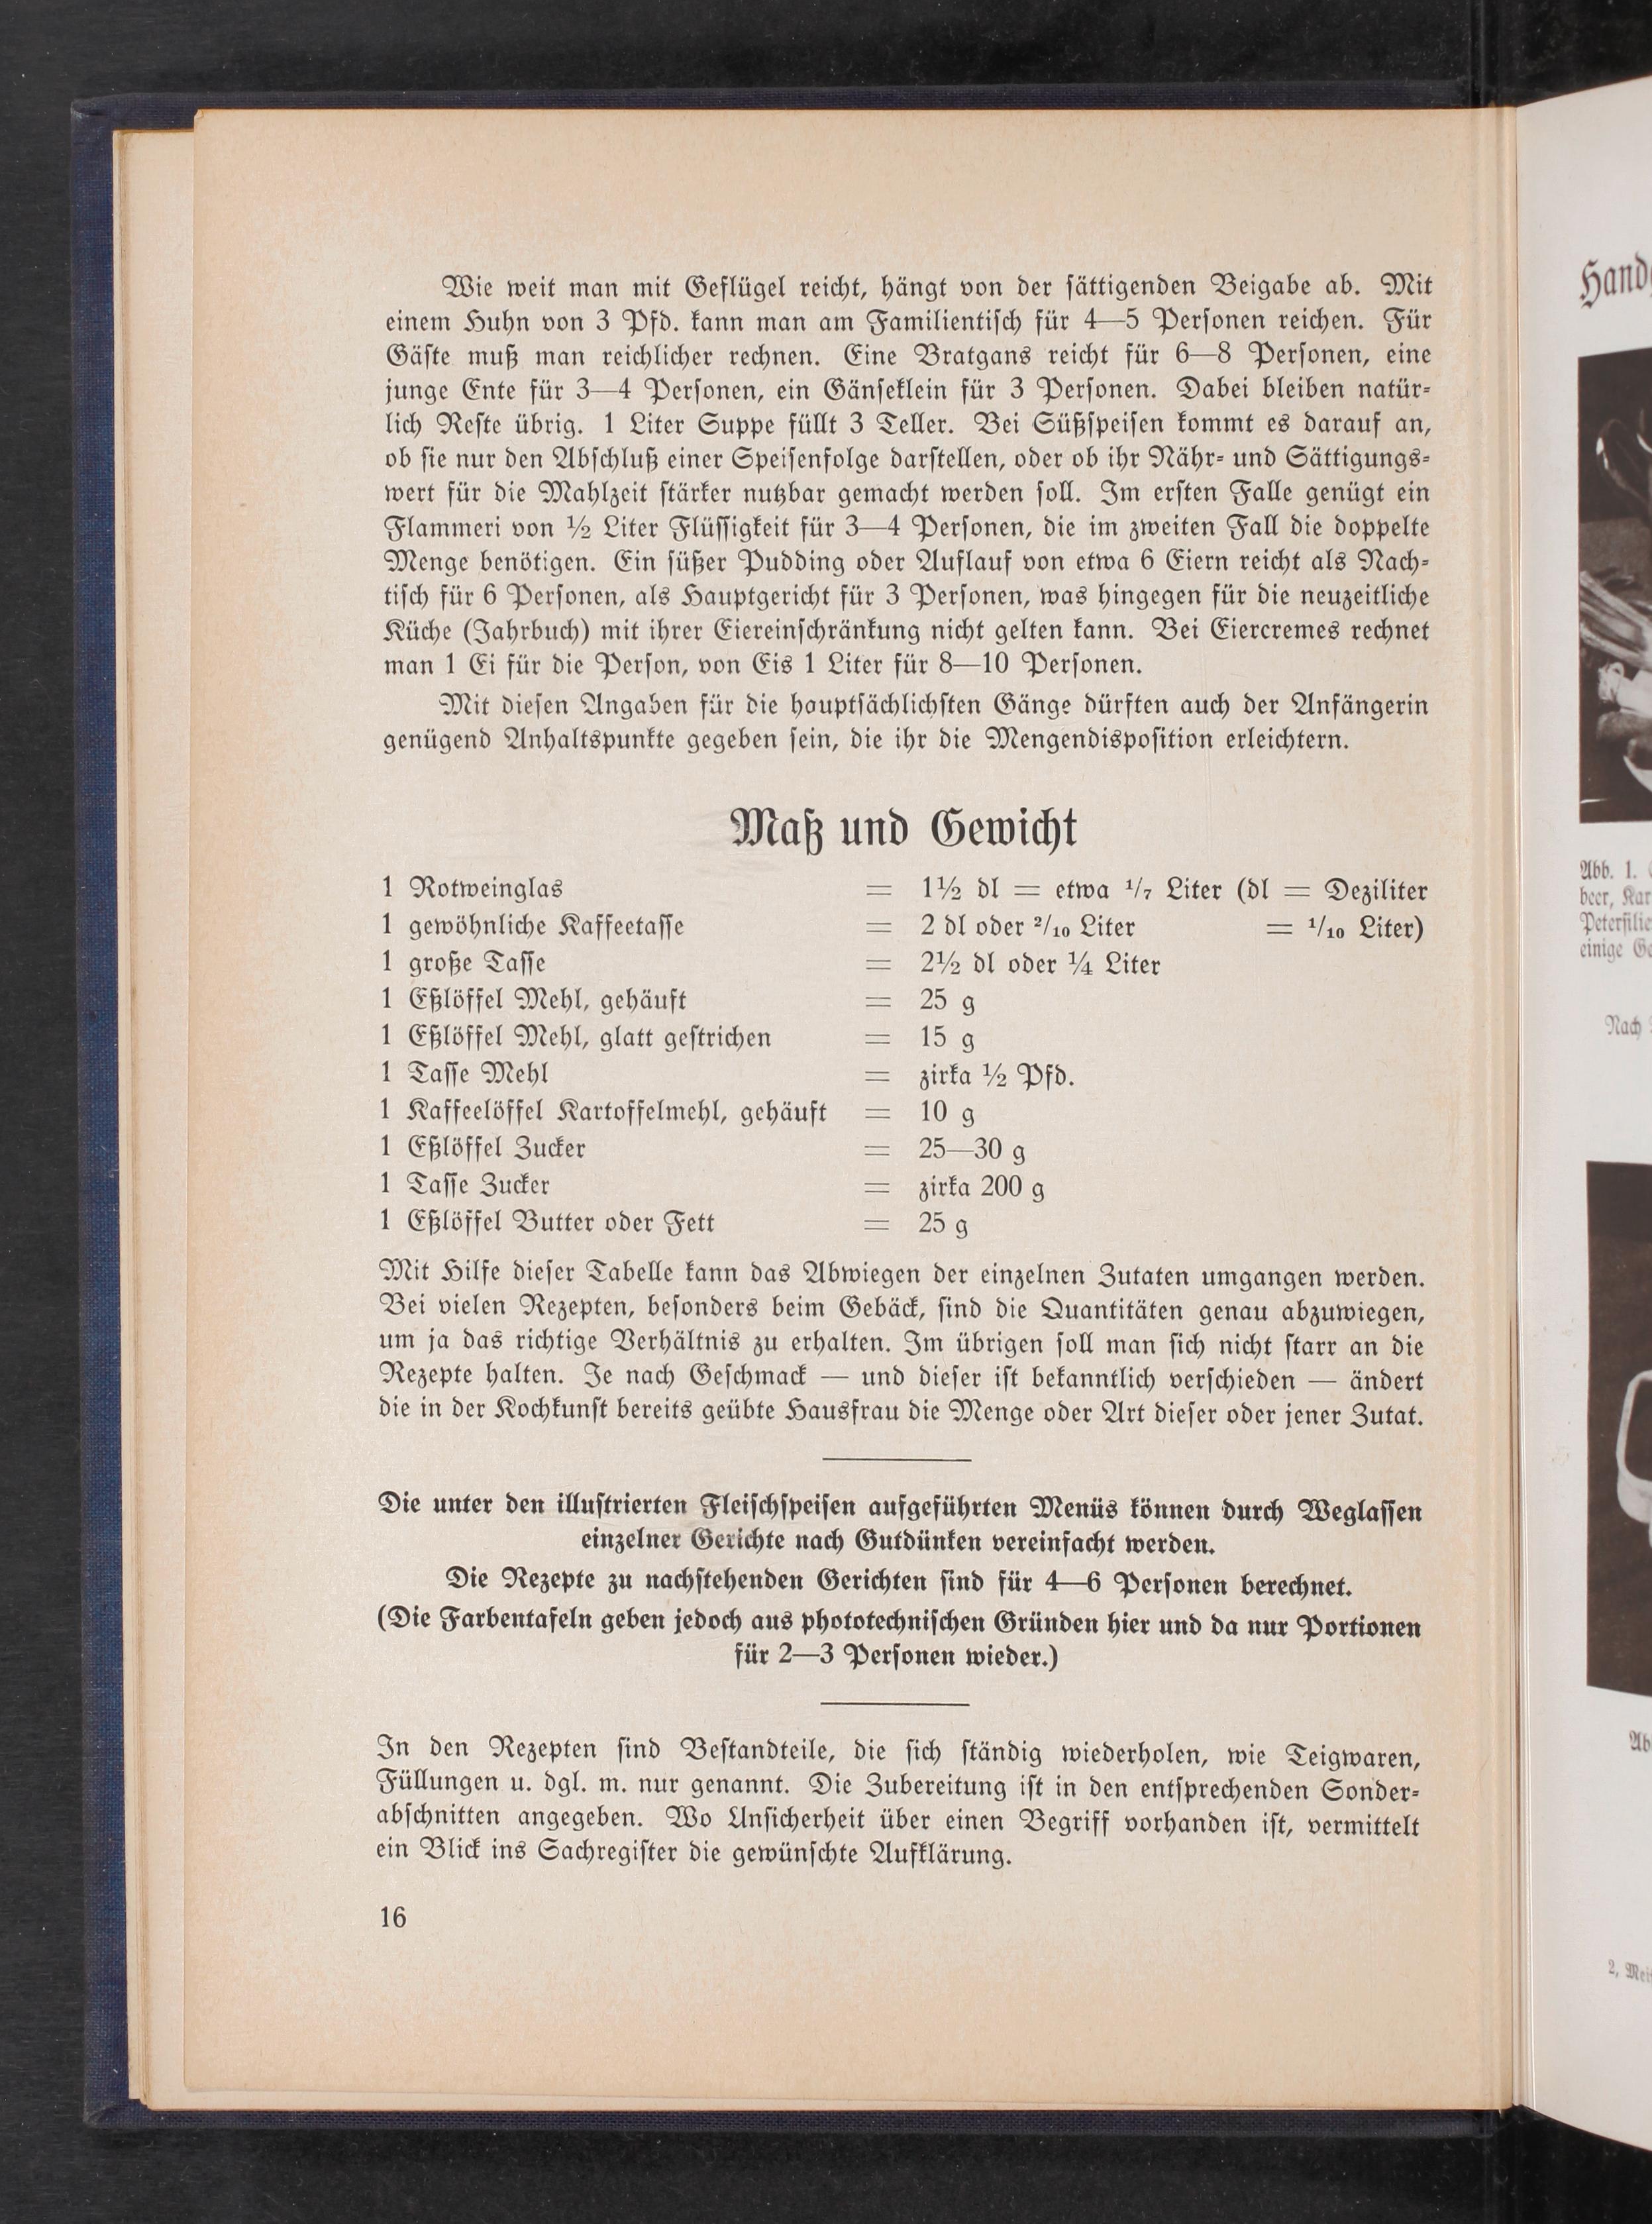 Wie weit man mit Geflügel reicht, hängt von der sättigenden Beigabe ab. Mit
einem Huhn von 3 Pfd. kann man am Familientisch für 4—5 Personen reichen. Für
Gäste muß man reichlicher rechnen. Eine Bratgans reicht für 6—8 Personen, eine
junge Ente für 3—4 Personen, ein Gänseklein für 3 Personen. Dabei bleiben natür-
lich Reste übrig. 1 Liter Suppe füllt 3 Teller. Bei Süßspeisen kommt es darauf an,
ob sie nur den Abschluß einer Speisenfolge darstellen, oder ob ihr Nähr- und Sättigungs-
wert für die Mahlzeit stärker nutzbar gemacht werden soll. Im ersten Falle genügt ein
Flammeri von ½ Liter Flüssigkeit für 3—4 Personen, die im zweiten Fall die doppelte
Menge benötigen. Ein süßer Pudding oder Auflauf von etwa 6 Eiern reicht als Nach-
tisch für 6 Personen, als Hauptgericht für 3 Personen, was hingegen für die neuzeitliche
Küche (Jahrbuch) mit ihrer Eiereinschränkung nicht gelten kann. Bei Eiercremes rechnet
man 1 Ei für die Person, von Eis 1 Liter für 8—10 Personen.
Mit diesen Angaben für die hauptsächlichsten Gänge dürften auch der Anfängerin
genügend Anhaltspunkte gegeben sein, die ihr die Mengendisposition erleichtern.
Maß und Gewicht
1 Rotweinglas = 1½ dl = etwa 1/7 Liter (dl = Deziliter
1 gewöhnliche Kaffeetasse = 2 dl oder 2/10 Liter = 1/10 Liter)
1 große Tasse = 2½ dl oder ¼ Liter
1 Eßlöffel Mehl, gehäuft = 25 g
1 Eßlöffel Mehl, glatt gestrichen = 15 g
1 Tasse Mehl = zirka ½ Pfd.
1 Kaffeelöffel Kartoffelmehl, gehäuft = 10 g
1 Eßlöffel Zucker = 25—30 g
1 Tasse Zucker = zirka 200 g
1 Eßlöffel Butter oder Fett = 25 g
Mit Hilfe dieser Tabelle kann das Abwiegen der einzelnen Zutaten umgangen werden.
Bei vielen Rezepten, besonders beim Gebäck, sind die Quantitäten genau abzuwiegen,
um ja das richtige Verhältnis zu erhalten. Im übrigen soll man sich nicht starr an die
Rezepte halten. Je nach Geschmack — und dieser ist bekanntlich verschieden — ändert
die in der Kochkunst bereits geübte Hausfrau die Menge oder Art dieser oder jener Zutat.
Die unter den illustrierten Fleischspeisen aufgeführten Menüs können durch Weglassen
einzelner Gerichte nach Gutdünken vereinfacht werden.
Die Rezepte zu nachstehenden Gerichten sind für 4—6 Personen berechnet.
(Die Farbentafeln geben jedoch aus phototechnischen Gründen hier und da nur Portionen
für 2—3 Personen wieder.)
In den Rezepten sind Bestandteile, die sich ständig wiederholen, wie Teigwaren,
Füllungen u. dgl. m. nur genannt. Die Zubereitung ist in den entsprechenden Sonder-
abschnitten angegeben. Wo Unsicherheit über einen Begriff vorhanden ist, vermittelt
ein Blick ins Sachregister die gewünschte Aufklärung.
16
Abb. 1.
Nach